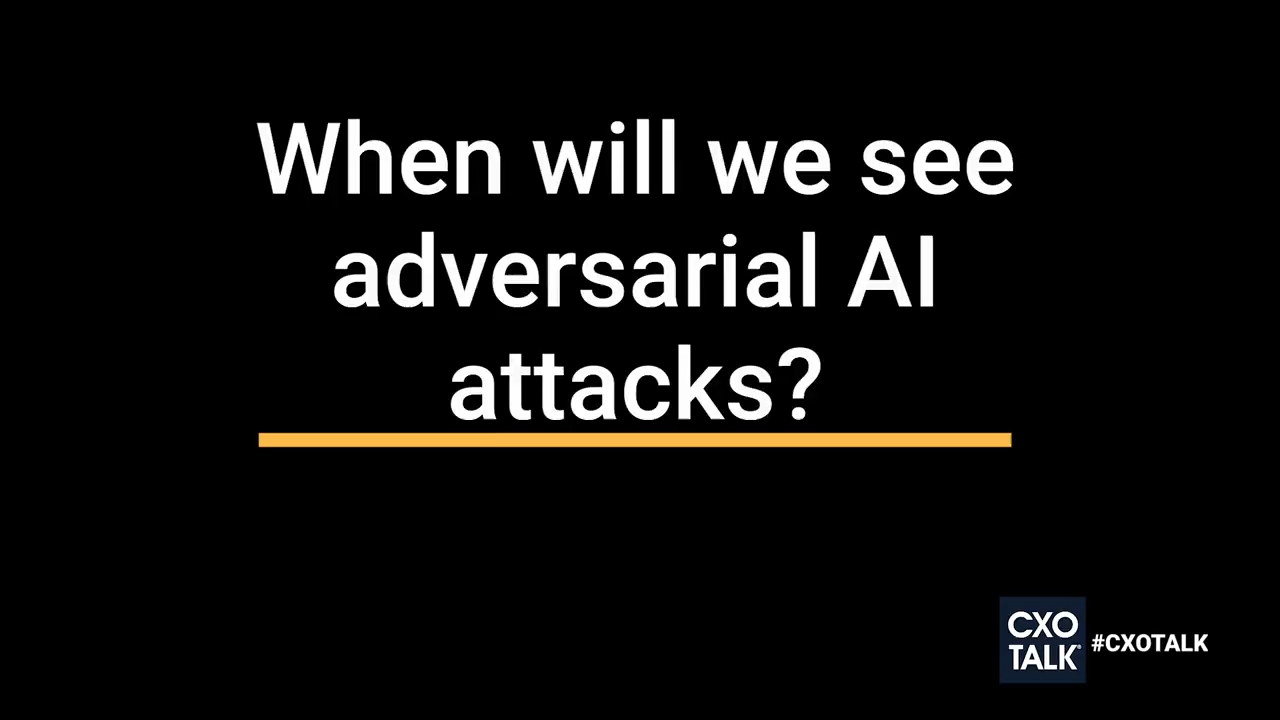 When will we see
adversarial AI
attacks?
CXO
TALK
#CXOTALK